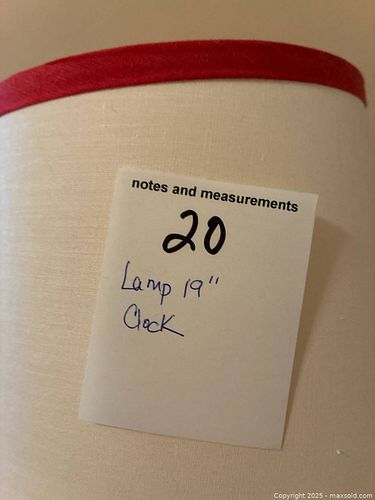 notes and measurements
20
Lamp 19"
Clock
Copyright © 2025 - maxsold.com